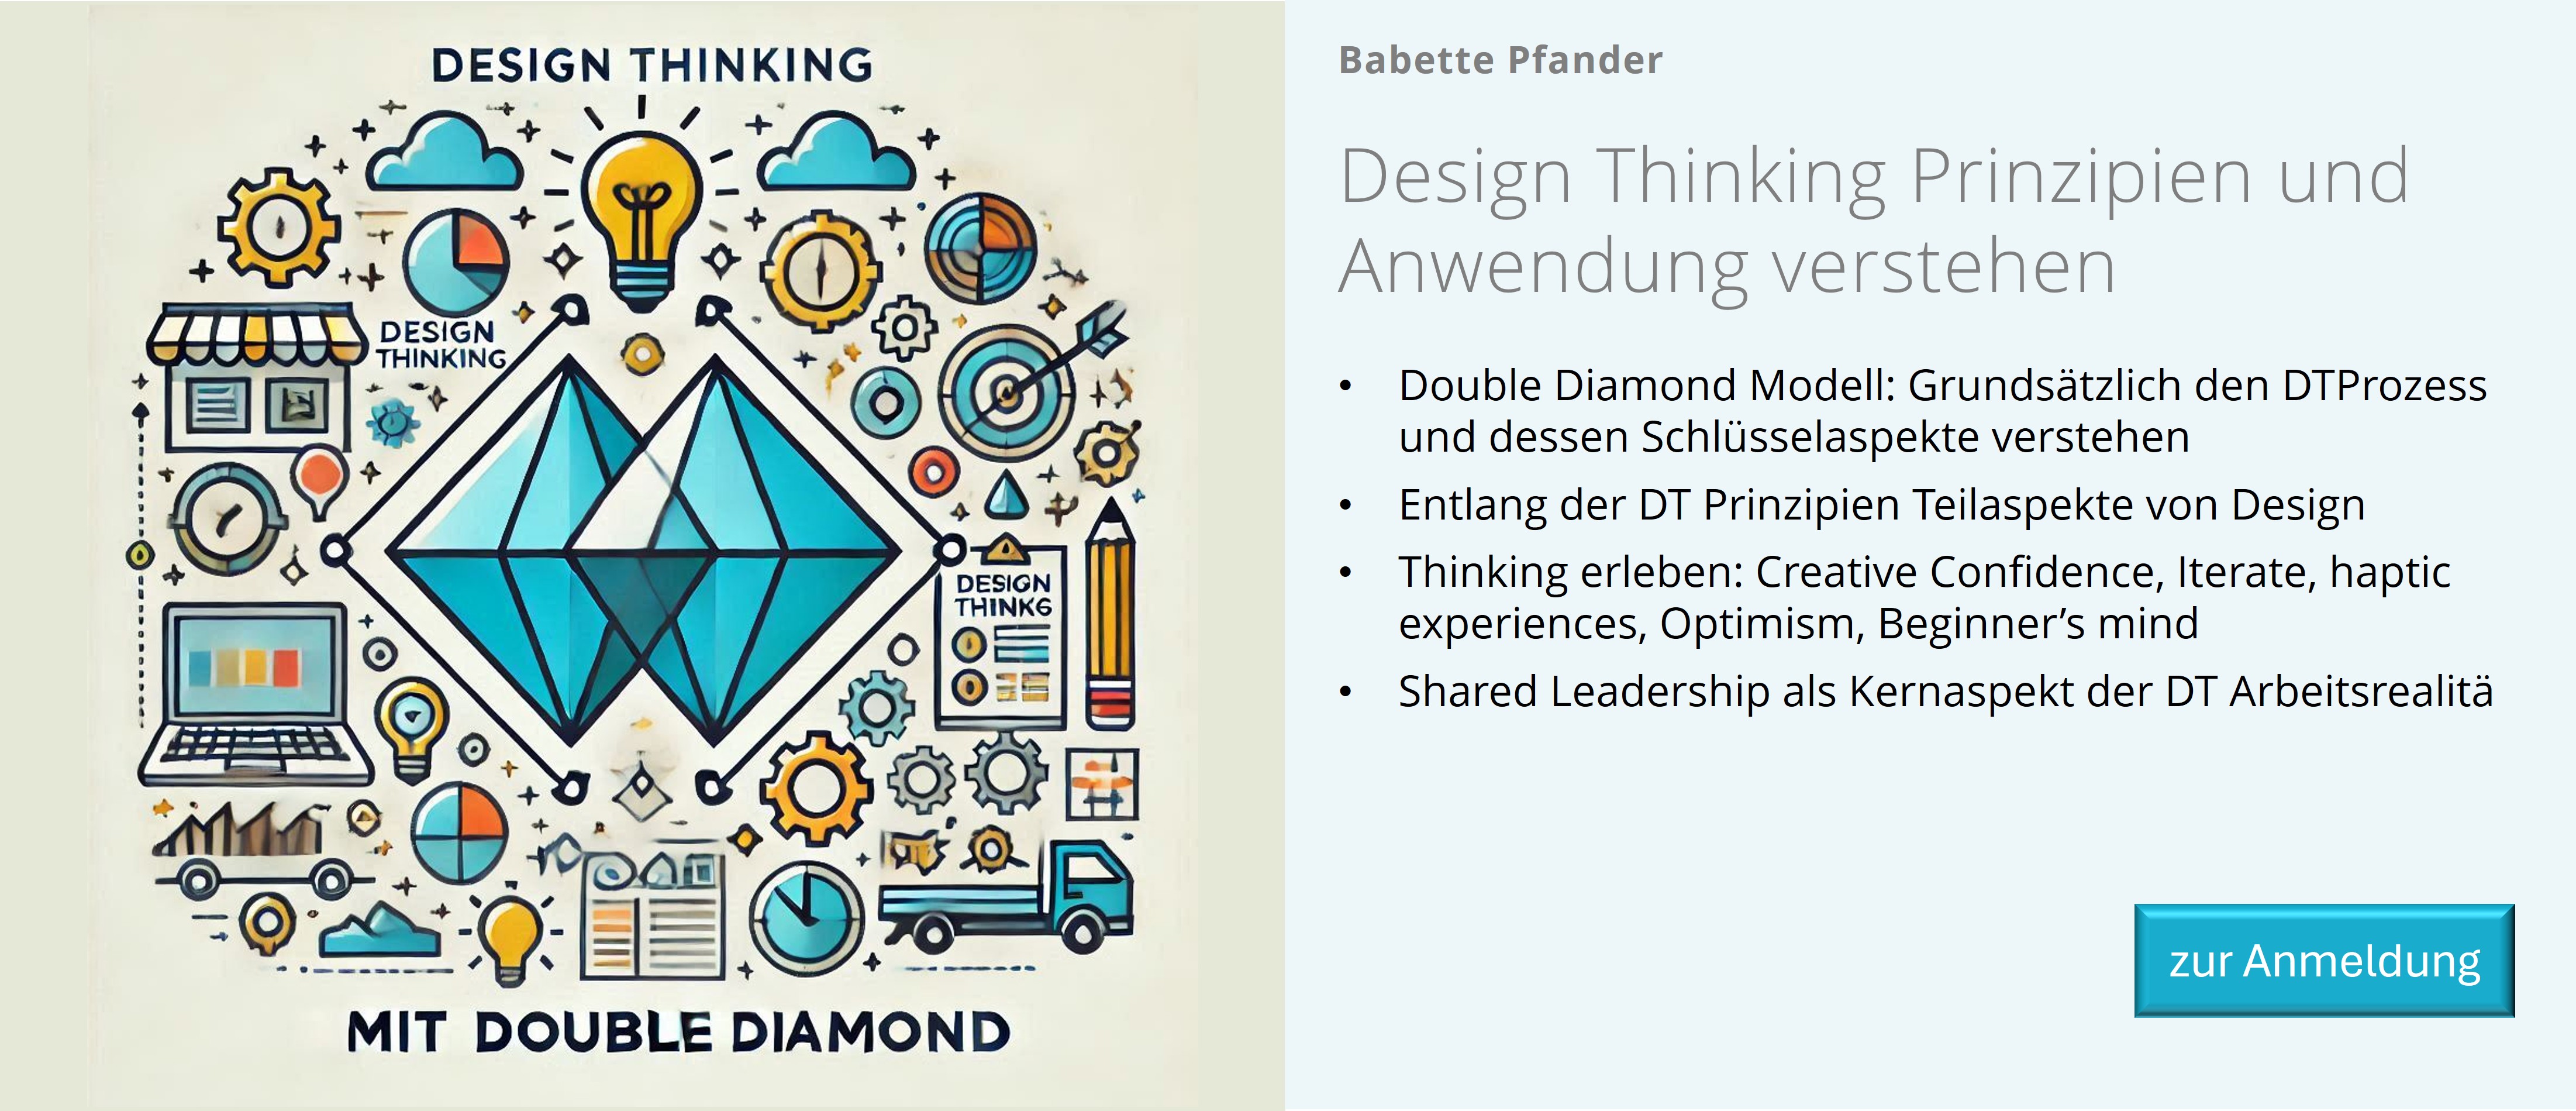 DESIGN THINKING
DESIGN
THINKING
DESIGN
THINKG
MIT DOUBLE DIAMOND
Babette Pfander
Design Thinking Prinzipien und
Anwendung verstehen
• Double Diamond Modell: Grundsätzlich den DTProzess
und dessen Schlüsselaspekte verstehen
• Entlang der DT Prinzipien Teilaspekte von Design
• Thinking erleben: Creative Confidence, Iterate, haptic
experiences, Optimism, Beginner’s mind
• Shared Leadership als Kernaspekt der DT Arbeitsrealitä
zur Anmeldung